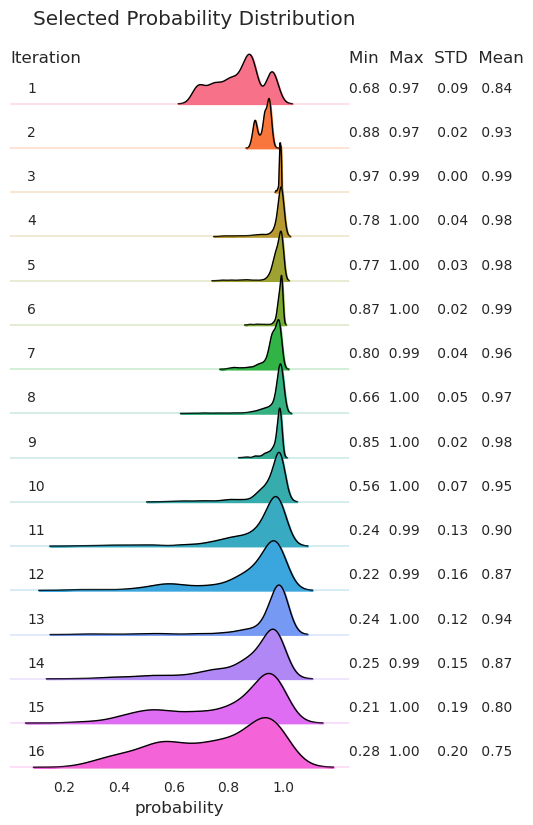 Selected Probability Distribution
Iteration Min Max STD Mean
1 0.68 0.97 0.09 0.84
2 0.88 0.97 0.02 0.93
3 0.97 0.99 0.00 0.99
4 0.78 1.00 0.04 0.98
5 0.77 1.00 0.03 0.98
6 0.87 1.00 0.02 0.99
7 0.80 0.99 0.04 0.96
8 0.66 1.00 0.05 0.97
9 0.85 1.00 0.02 0.98
10 0.56 1.00 0.07 0.95
11 0.24 0.99 0.13 0.90
12 0.22 0.99 0.16 0.87
13 0.24 1.00 0.12 0.94
14 0.25 0.99 0.15 0.87
15 0.21 1.00 0.19 0.80
16 0.28 1.00 0.20 0.75
0.2 0.4 0.6 0.8 1.0
probability